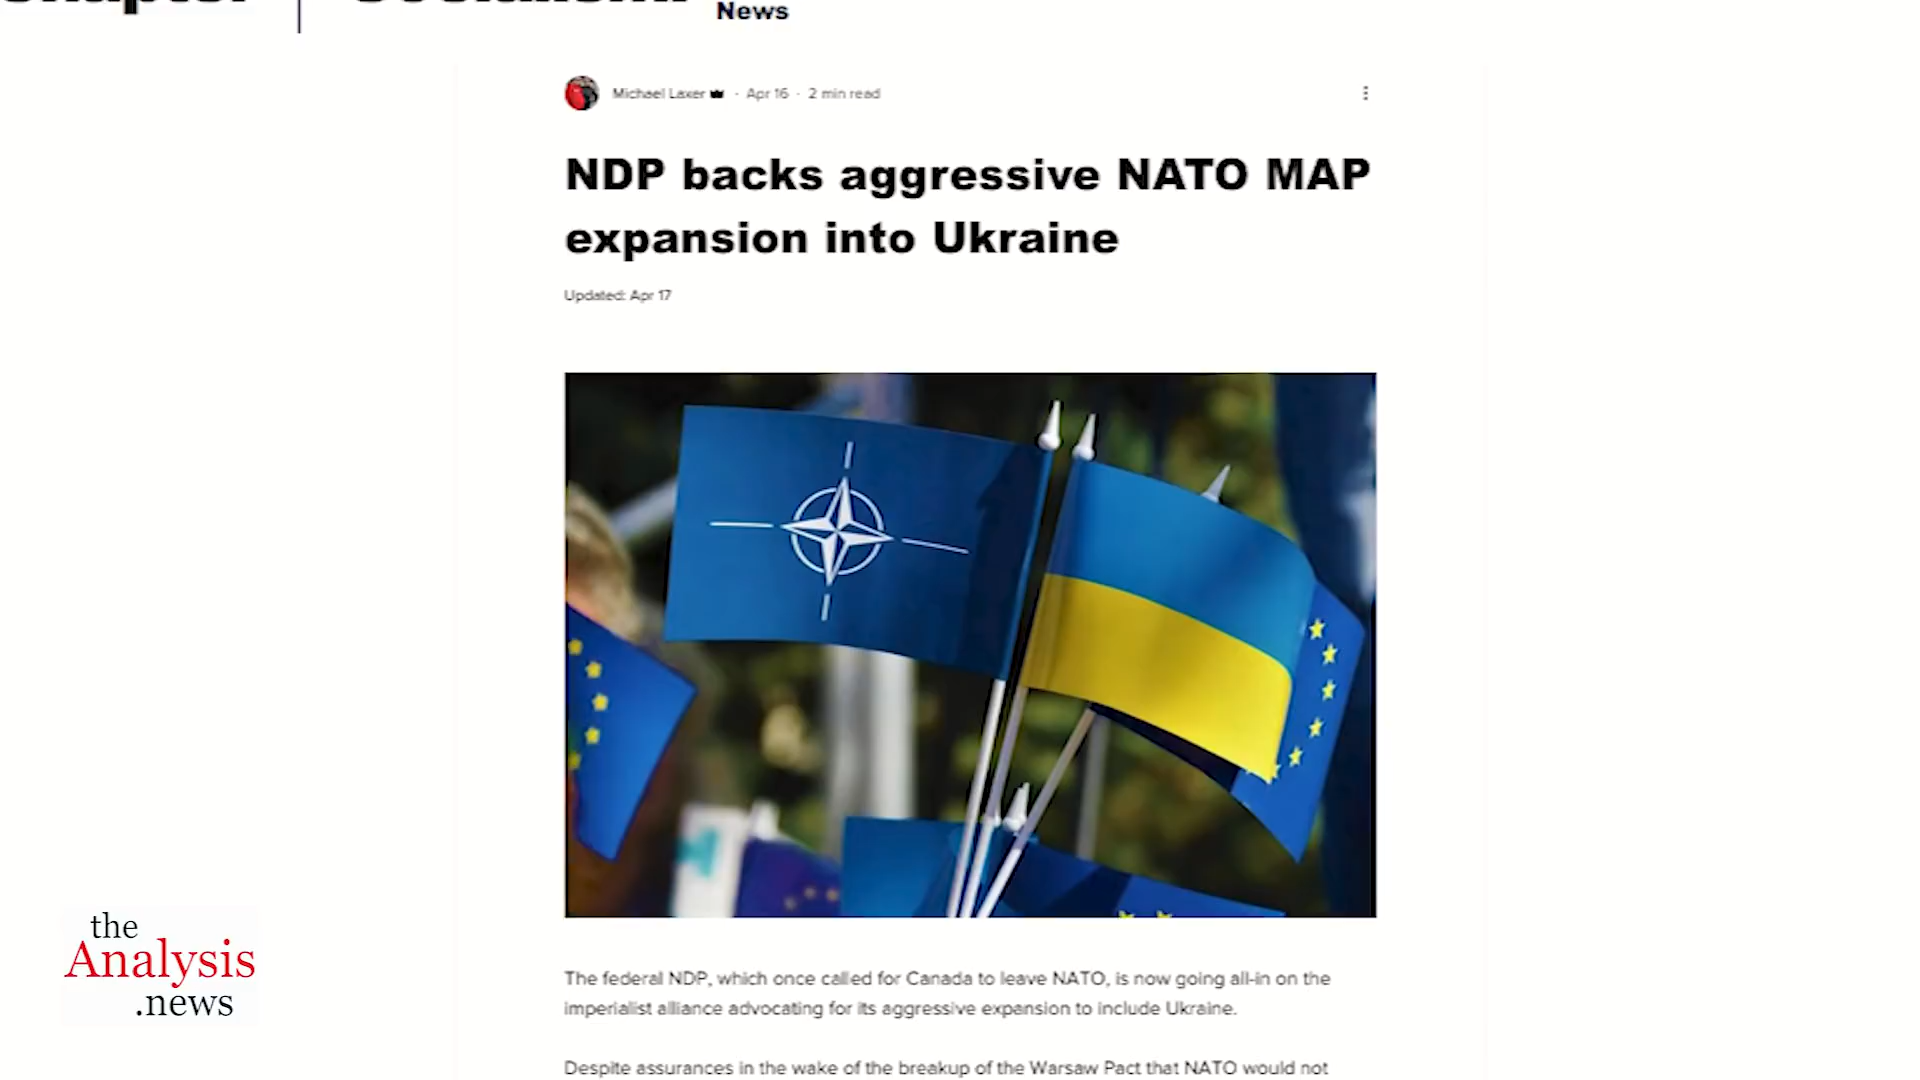 News
Michael Laxer · Apr 16 · 2 min read
NDP backs aggressive NATO MAP
expansion into Ukraine
Updated: Apr 17
The federal NDP, which once called for Canada to leave NATO, is now going all-in on the
imperialist alliance advocating for its aggressive expansion to include Ukraine.
Despite assurances in the wake of the breakup of the Warsaw Pact that NATO would not
the
Analysis
.news